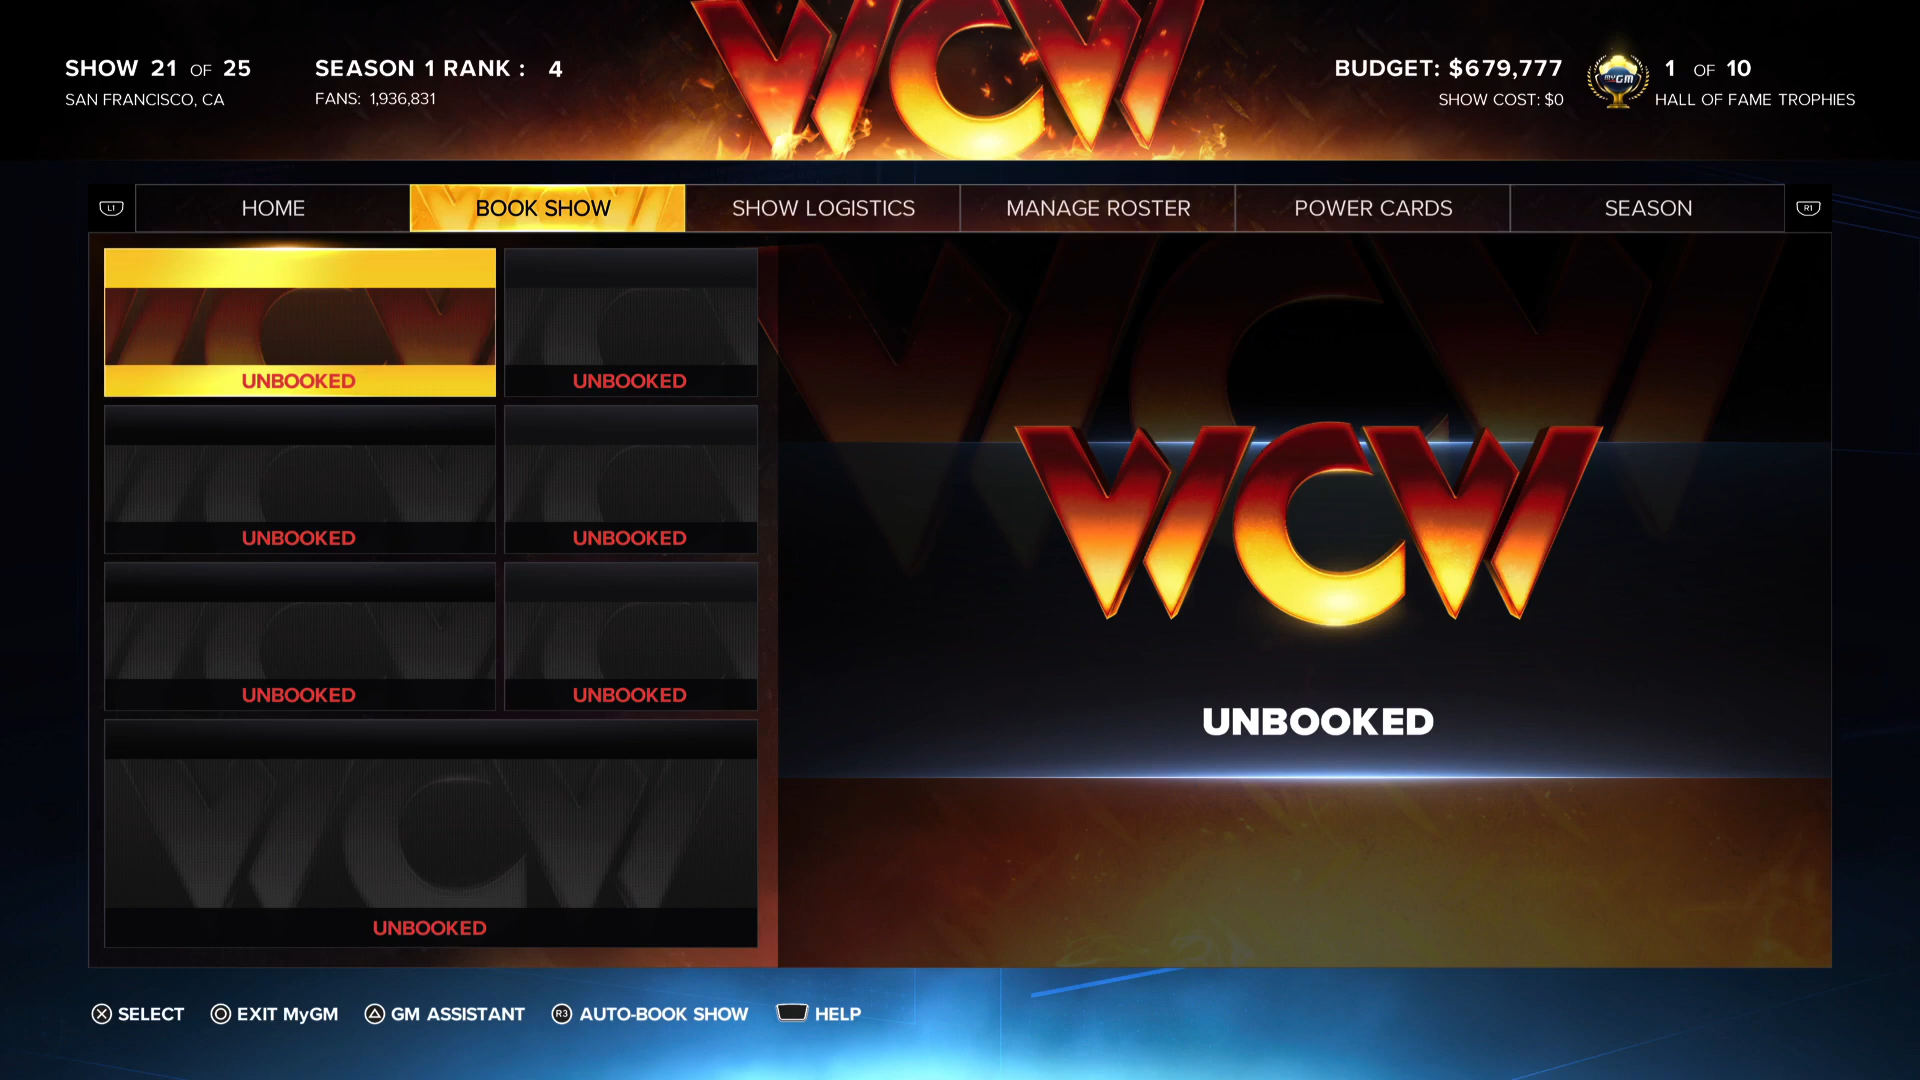 WCW
SHOW 21 OF 25
SAN FRANCISCO, CA
SEASON 1 RANK : 4
FANS: 1,936,831
BUDGET: $679,777
SHOW COST: $0
MyGM
1 OF 10
HALL OF FAME TROPHIES
L1
HOME
BOOK SHOW
SHOW LOGISTICS
MANAGE ROSTER
POWER CARDS
SEASON
R1
UNBOOKED
UNBOOKED
UNBOOKED
UNBOOKED
UNBOOKED
UNBOOKED
UNBOOKED
WCW
UNBOOKED
SELECT
EXIT MyGM
GM ASSISTANT
R3 AUTO-BOOK SHOW
HELP